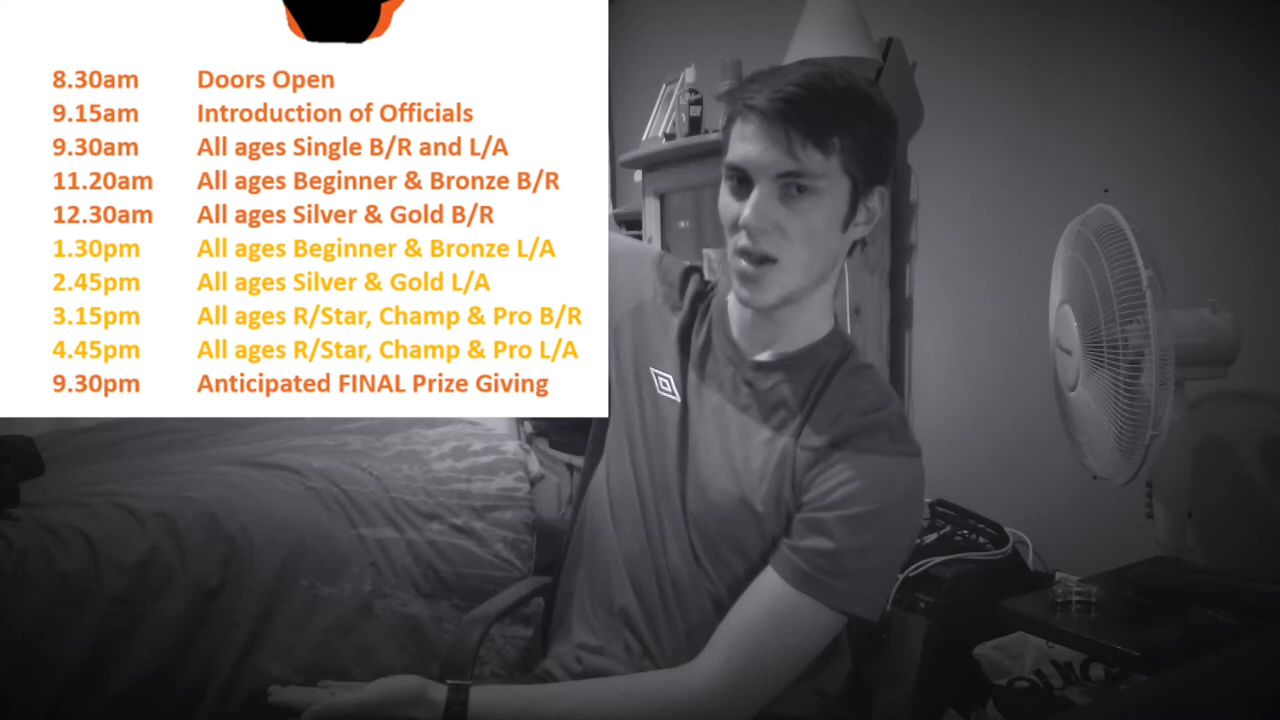 8.30am Doors Open
9.15am Introduction of Officials
9.30am All ages Single B/R and L/A
11.20am All ages Beginner & Bronze B/R
12.30am All ages Silver & Gold B/R
1.30pm All ages Beginner & Bronze L/A
2.45pm All ages Silver & Gold L/A
3.15pm All ages R/Star, Champ & Pro B/R
4.45pm All ages R/Star, Champ & Pro L/A
9.30pm Anticipated FINAL Prize Giving